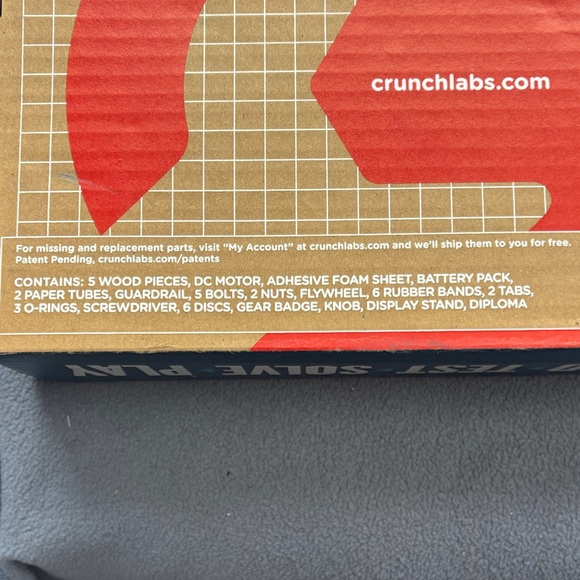 crunchlabs.com
For missing and replacement parts, visit "My Account" at crunchlabs.com and we'll ship them to you for free.
Patent Pending, crunchlabs.com/patents
CONTAINS: 5 WOOD PIECES, DC MOTOR, ADHESIVE FOAM SHEET, BATTERY PACK,
2 PAPER TUBES, GUARDRAIL, 5 BOLTS, 2 NUTS, FLYWHEEL, 6 RUBBER BANDS, 2 TABS,
3 O-RINGS, SCREWDRIVER, 6 DISCS, GEAR BADGE, KNOB, DISPLAY STAND, DIPLOMA
TEST SOLVE PLAY